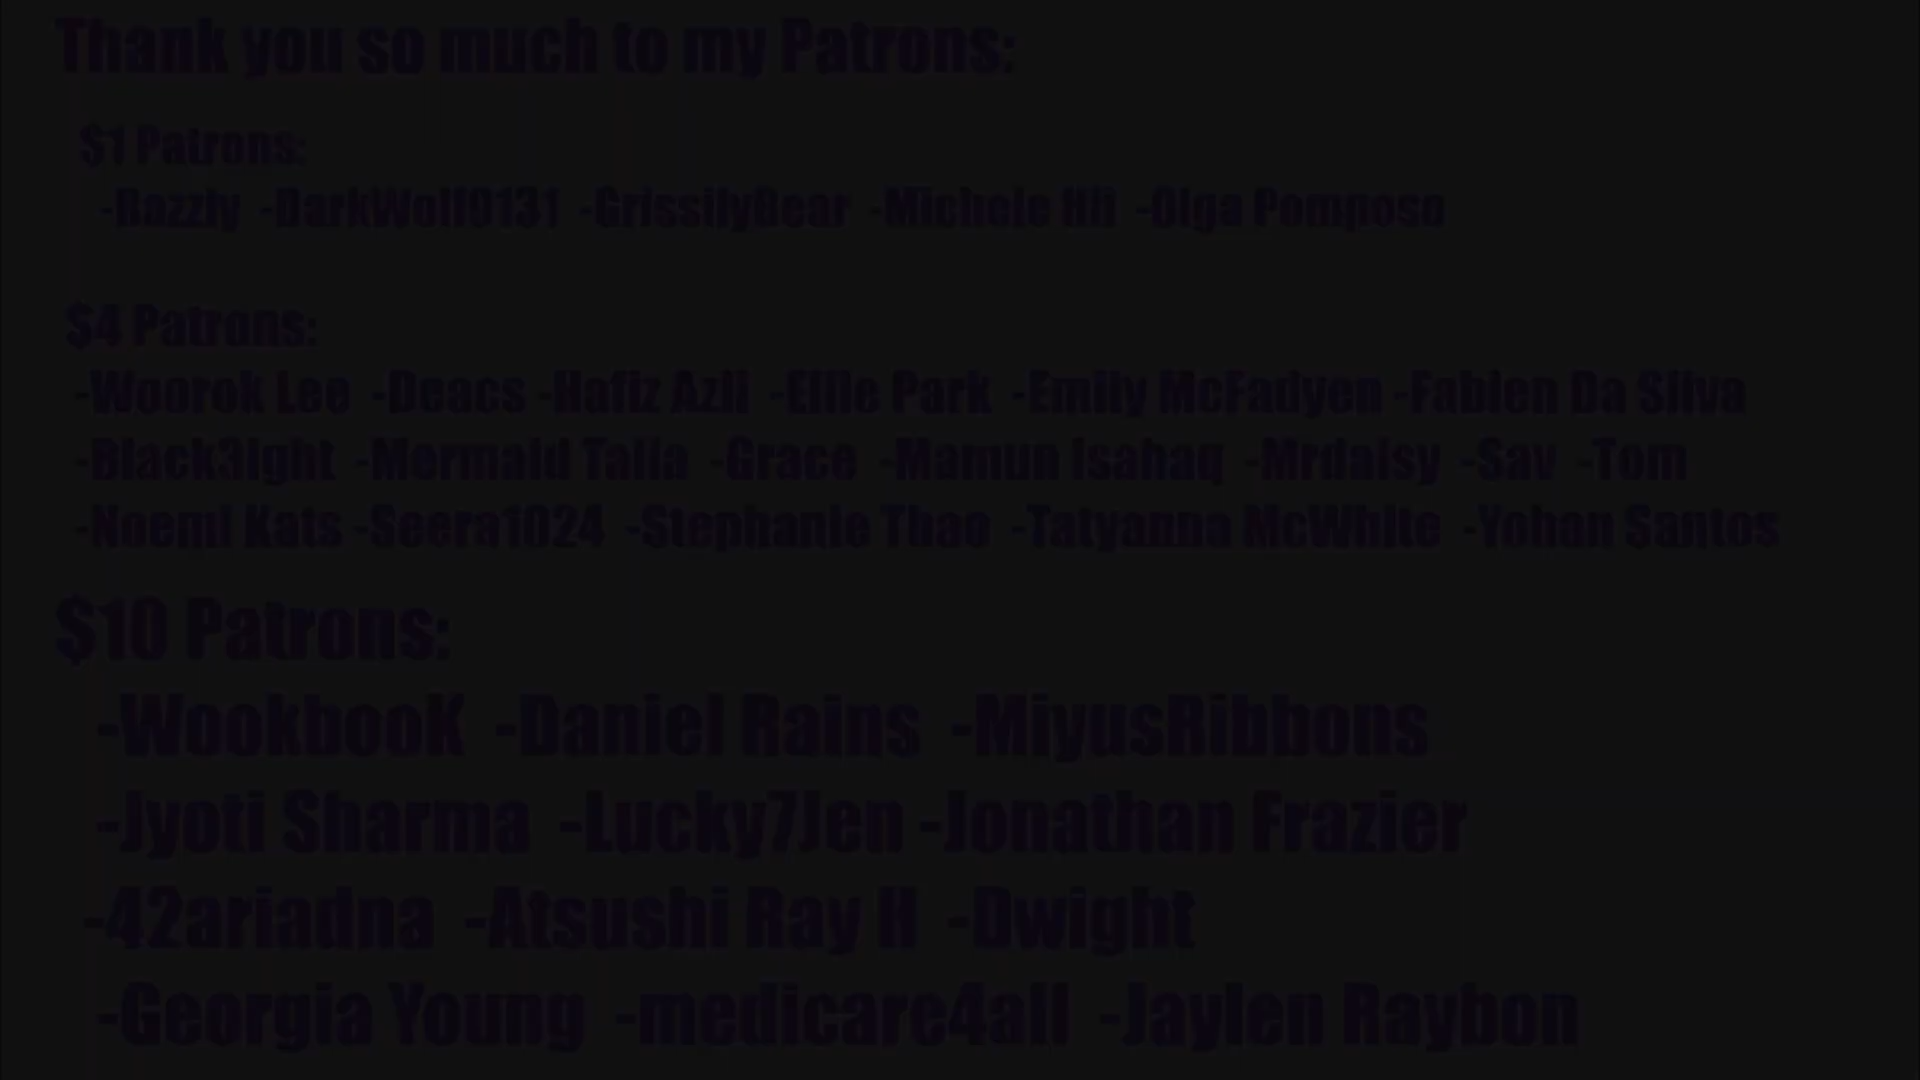 Thank you so much to my Patrons:
$1 Patrons:
-Razzly -DarkWolf0131 -GrissilyBear -Michele -Olga Pomposo
$4 Patrons:
-Woorok Lee -Deacs -Hafiz Azli -Ellie Park -Emily McFadyen -Fabien Da Silva
-Black3ight -Mermaid Talia -Grace -Mamun Isahaq -Mrdaisy -Sav -Tom
-Noemi Kats -Seera1024 -Stephanie Thao -Tatyanna McWhite -Yohan Santos
$10 Patrons:
-WookbooK -Daniel Rains -MiyusRibbons
-Jyoti Sharma -Lucky7Jen -Jonathan Frazier
-42ariadna -Atsushi Ray H -Dwight
-Georgia Young -medicare4all -Jaylen Raybon